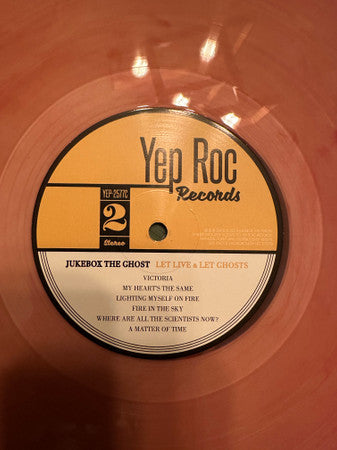 Yep Roc
Records
YEP-2577C
2
Stereo
JUKEBOX THE GHOST LET LIVE & LET GHOSTS
VICTORIA
MY HEART'S THE SAME
LIGHTING MYSELF ON FIRE
FIRE IN THE SKY
WHERE ARE ALL THE SCIENTISTS NOW?
A MATTER OF TIME